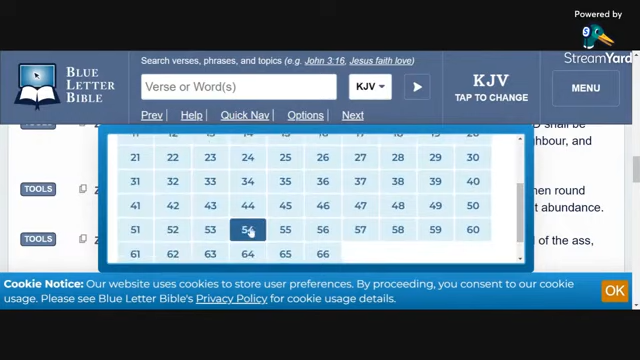 Powered by
StreamYard
BLUE
LETTER
BIBLE
Search verses, phrases, and topics (e.g. John 3:16, Jesus faith love)
Verse or Word(s)
KJV
KJV
TAP TO CHANGE
MENU
Prev Help Quick Nav Options Next
TOOLS
D shall be
21 22 23 24 25 26 27 28 29 30
ghbour, and
31 32 33 34 35 36 37 38 39 40
TOOLS
hen round
41 42 43 44 45 46 47 48 49 50
t abundance.
51 52 53 54 55 56 57 58 59 60
TOOLS
d of the ass,
61 62 63 64 65 66
Cookie Notice: Our website uses cookies to store user preferences. By proceeding, you consent to our cookie
usage. Please see Blue Letter Bible's Privacy Policy for cookie usage details.
OK